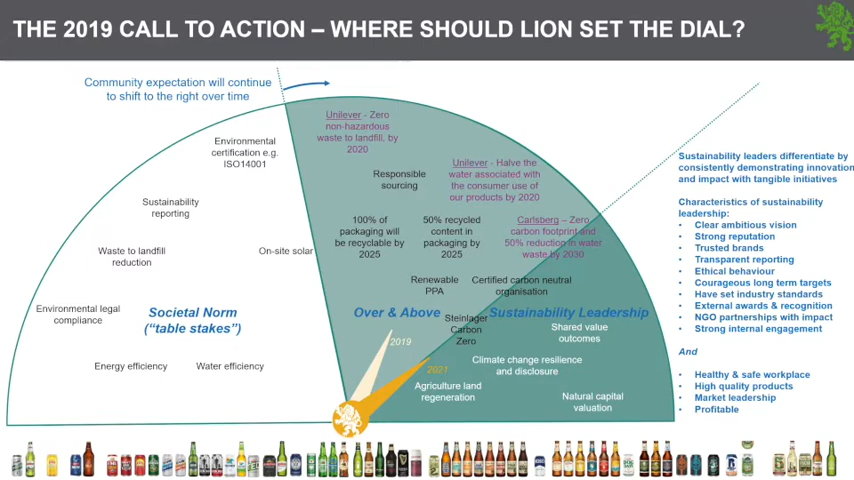 THE 2019 CALL TO ACTION – WHERE SHOULD LION SET THE DIAL?
Community expectation will continue
to shift to the right over time
Environmental
certification e.g.
ISO14001
Sustainability
reporting
Waste to landfill
reduction
On-site solar
Environmental legal
compliance
Societal Norm
(“table stakes”)
Energy efficiency
Water efficiency
Unilever - Zero
non-hazardous
waste to landfill, by
2020
Responsible
sourcing
Unilever - Halve the
water associated with
the consumer use of
our products by 2020
100% of
packaging will
be recyclable by
2025
50% recycled
content in
packaging by
2025
Carlsberg – Zero
carbon footprint and
50% reduction in water
waste by 2030
Renewable
PPA
Certified carbon neutral
organisation
Over & Above
Steinlager
Carbon
Zero
Sustainability Leadership
Shared value
outcomes
2019
2021
Climate change resilience
and disclosure
Agriculture land
regeneration
Natural capital
valuation
Sustainability leaders differentiate by
consistently demonstrating innovation
and impact with tangible initiatives
Characteristics of sustainability
leadership:
• Clear ambitious vision
• Strong reputation
• Trusted brands
• Transparent reporting
• Ethical behaviour
• Courageous long term targets
• Have set industry standards
• External awards & recognition
• NGO partnerships with impact
• Strong internal engagement
And
• Healthy & safe workplace
• High quality products
• Market leadership
• Profitable